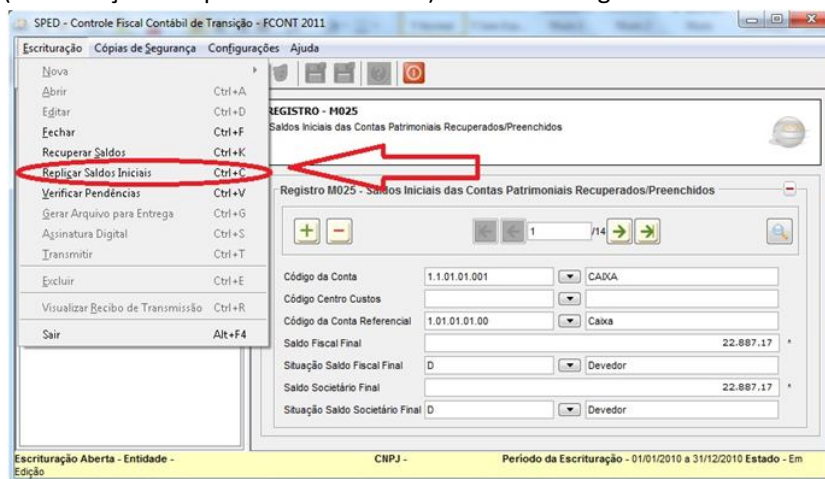 SPED - Controle Fiscal Contábil de Transição - FCONT 2011
Escrituração Cópias de Segurança Configurações Ajuda
Nova
Abrir Ctrl+A
Editar Ctrl+D
Fechar Ctrl+F
Recuperar Saldos Ctrl+K
Replicar Saldos Iniciais Ctrl+C
Verificar Pendências Ctrl+V
Gerar Arquivo para Entrega Ctrl+G
Assinatura Digital Ctrl+S
Transmitir Ctrl+T
Excluir Ctrl+E
Visualizar Recibo de Transmissão Ctrl+R
Sair Alt+F4
REGISTRO - M025
Saldos Iniciais das Contas Patrimoniais Recuperados/Preenchidos
Registro M025 - Saldos Iniciais das Contas Patrimoniais Recuperados/Preenchidos
1 /14
Código da Conta 1.1.01.01.001 CAIXA
Código Centro Custos
Código da Conta Referencial 1.01.01.01.00 Caixa
Saldo Fiscal Final 22.887.17 *
Situação Saldo Fiscal Final D Devedor
Saldo Societário Final 22.887.17 *
Situação Saldo Societário Final D Devedor
Escrituração Aberta - Entidade - CNPJ - Período da Escrituração - 01/01/2010 a 31/12/2010 Estado - Em
Edição